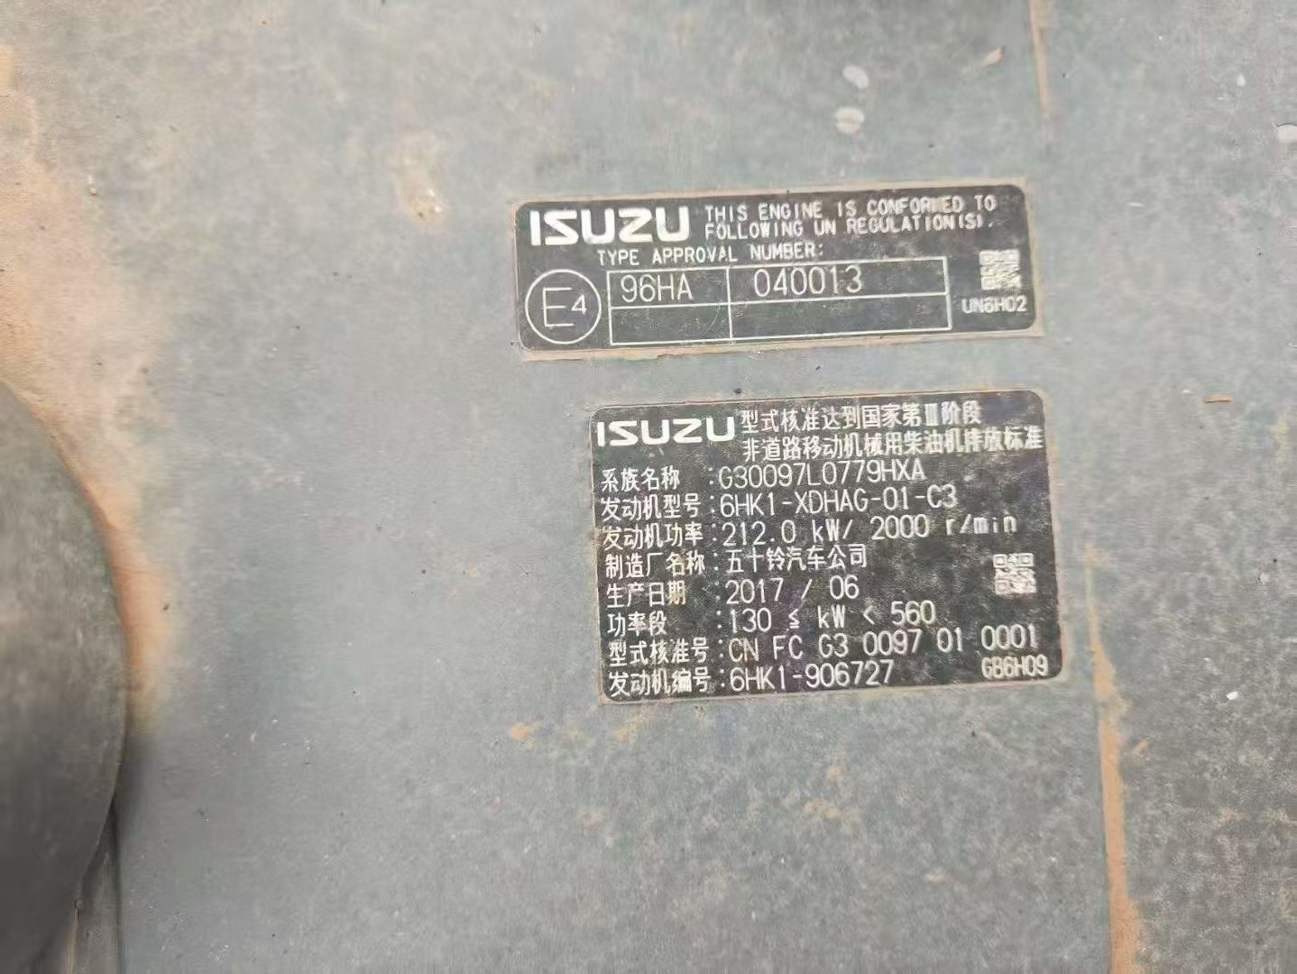 ISUZU THIS ENGINE IS CONFORMED TO
FOLLOWING UN REGULATION(S).
TYPE APPROVAL NUMBER:
E4 96HA 040013
UN6H02
ISUZU 型式核准达到国家第Ⅲ阶段
非道路移动机械用柴油机排放标准
系族名称 :G30097L0779HXA
发动机型号:6HK1-XDHAG-01-C3
发动机功率:212.0 kW/ 2000 r/min
制造厂名称:五十铃汽车公司
生产日期 :2017 / 06
功率段 :130 ≤ kW < 560
型式核准号:CN FC G3 0097 01 0001
发动机编号:6HK1-906727 GB6H09